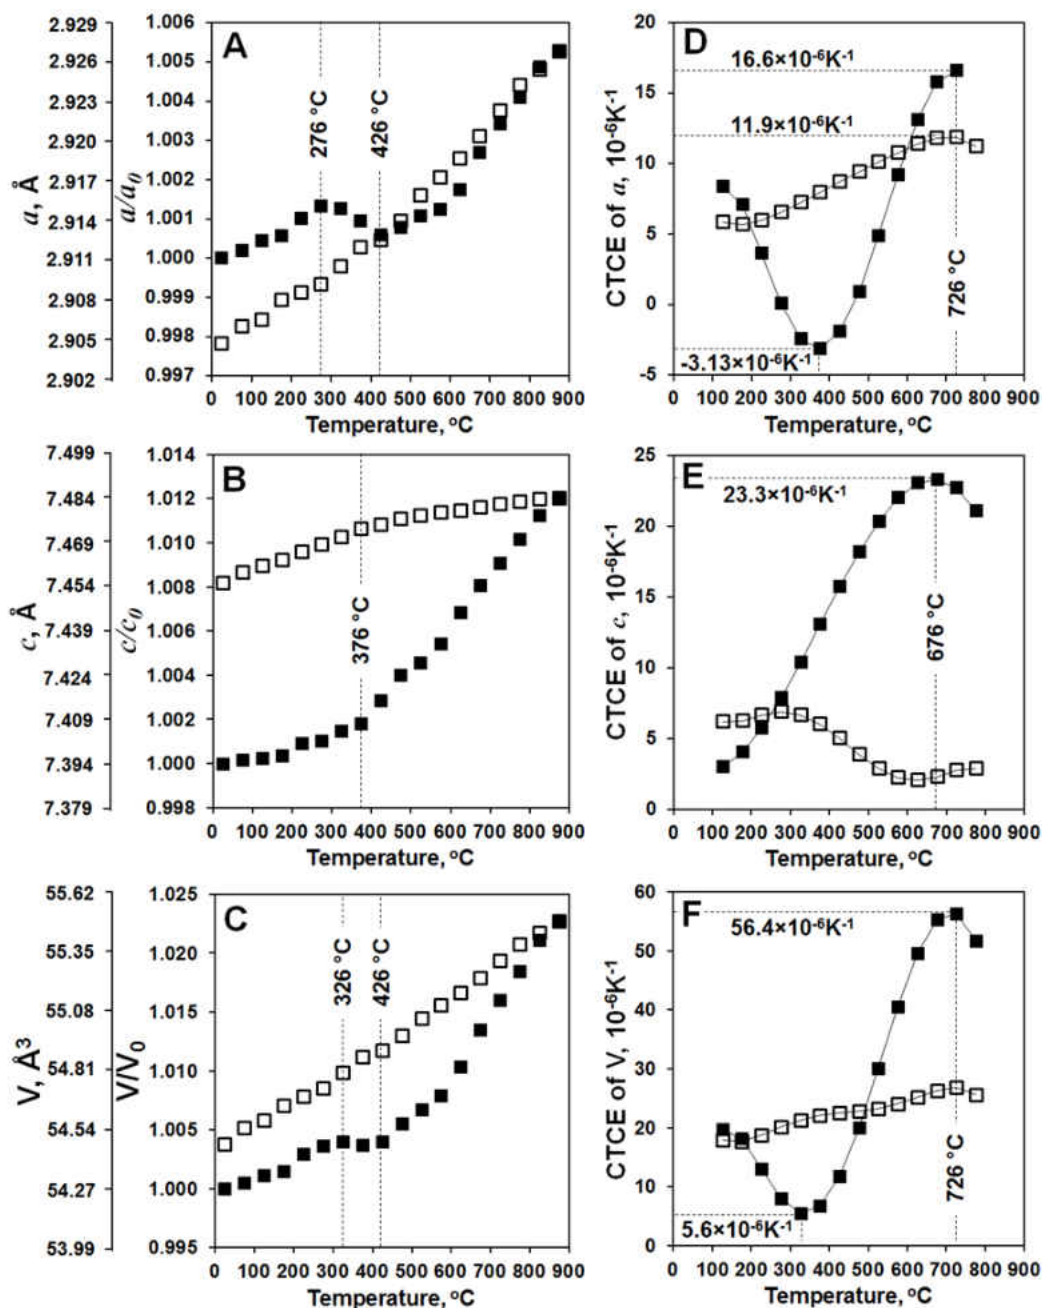 A
a, Å
2.929
2.926
2.923
2.920
2.917
2.914
2.911
2.908
2.905
2.902
a/a0
1.006
1.005
1.004
1.003
1.002
1.001
1.000
0.999
0.998
0.997
276 °C
426 °C
0 100 200 300 400 500 600 700 800 900
Temperature, °C
D
CTCE of a, 10-6K-1
20
15
10
5
0
-5
16.6×10-6K-1
11.9×10-6K-1
-3.13×10-6K-1
726 °C
0 100 200 300 400 500 600 700 800 900
Temperature, °C
B
c, Å
7.499
7.484
7.469
7.454
7.439
7.424
7.409
7.394
7.379
c/c0
1.014
1.012
1.010
1.008
1.006
1.004
1.002
1.000
0.998
376 °C
0 100 200 300 400 500 600 700 800 900
Temperature, °C
E
CTCE of c, 10-6K-1
25
20
15
10
5
0
23.3×10-6K-1
676 °C
0 100 200 300 400 500 600 700 800 900
Temperature, °C
C
V, Å3
55.62
55.35
55.08
54.81
54.54
54.27
53.99
V/V0
1.025
1.020
1.015
1.010
1.005
1.000
0.995
326 °C
426 °C
0 100 200 300 400 500 600 700 800 900
Temperature, °C
F
CTCE of V, 10-6K-1
60
50
40
30
20
10
0
56.4×10-6K-1
5.6×10-6K-1
726 °C
0 100 200 300 400 500 600 700 800 900
Temperature, °C